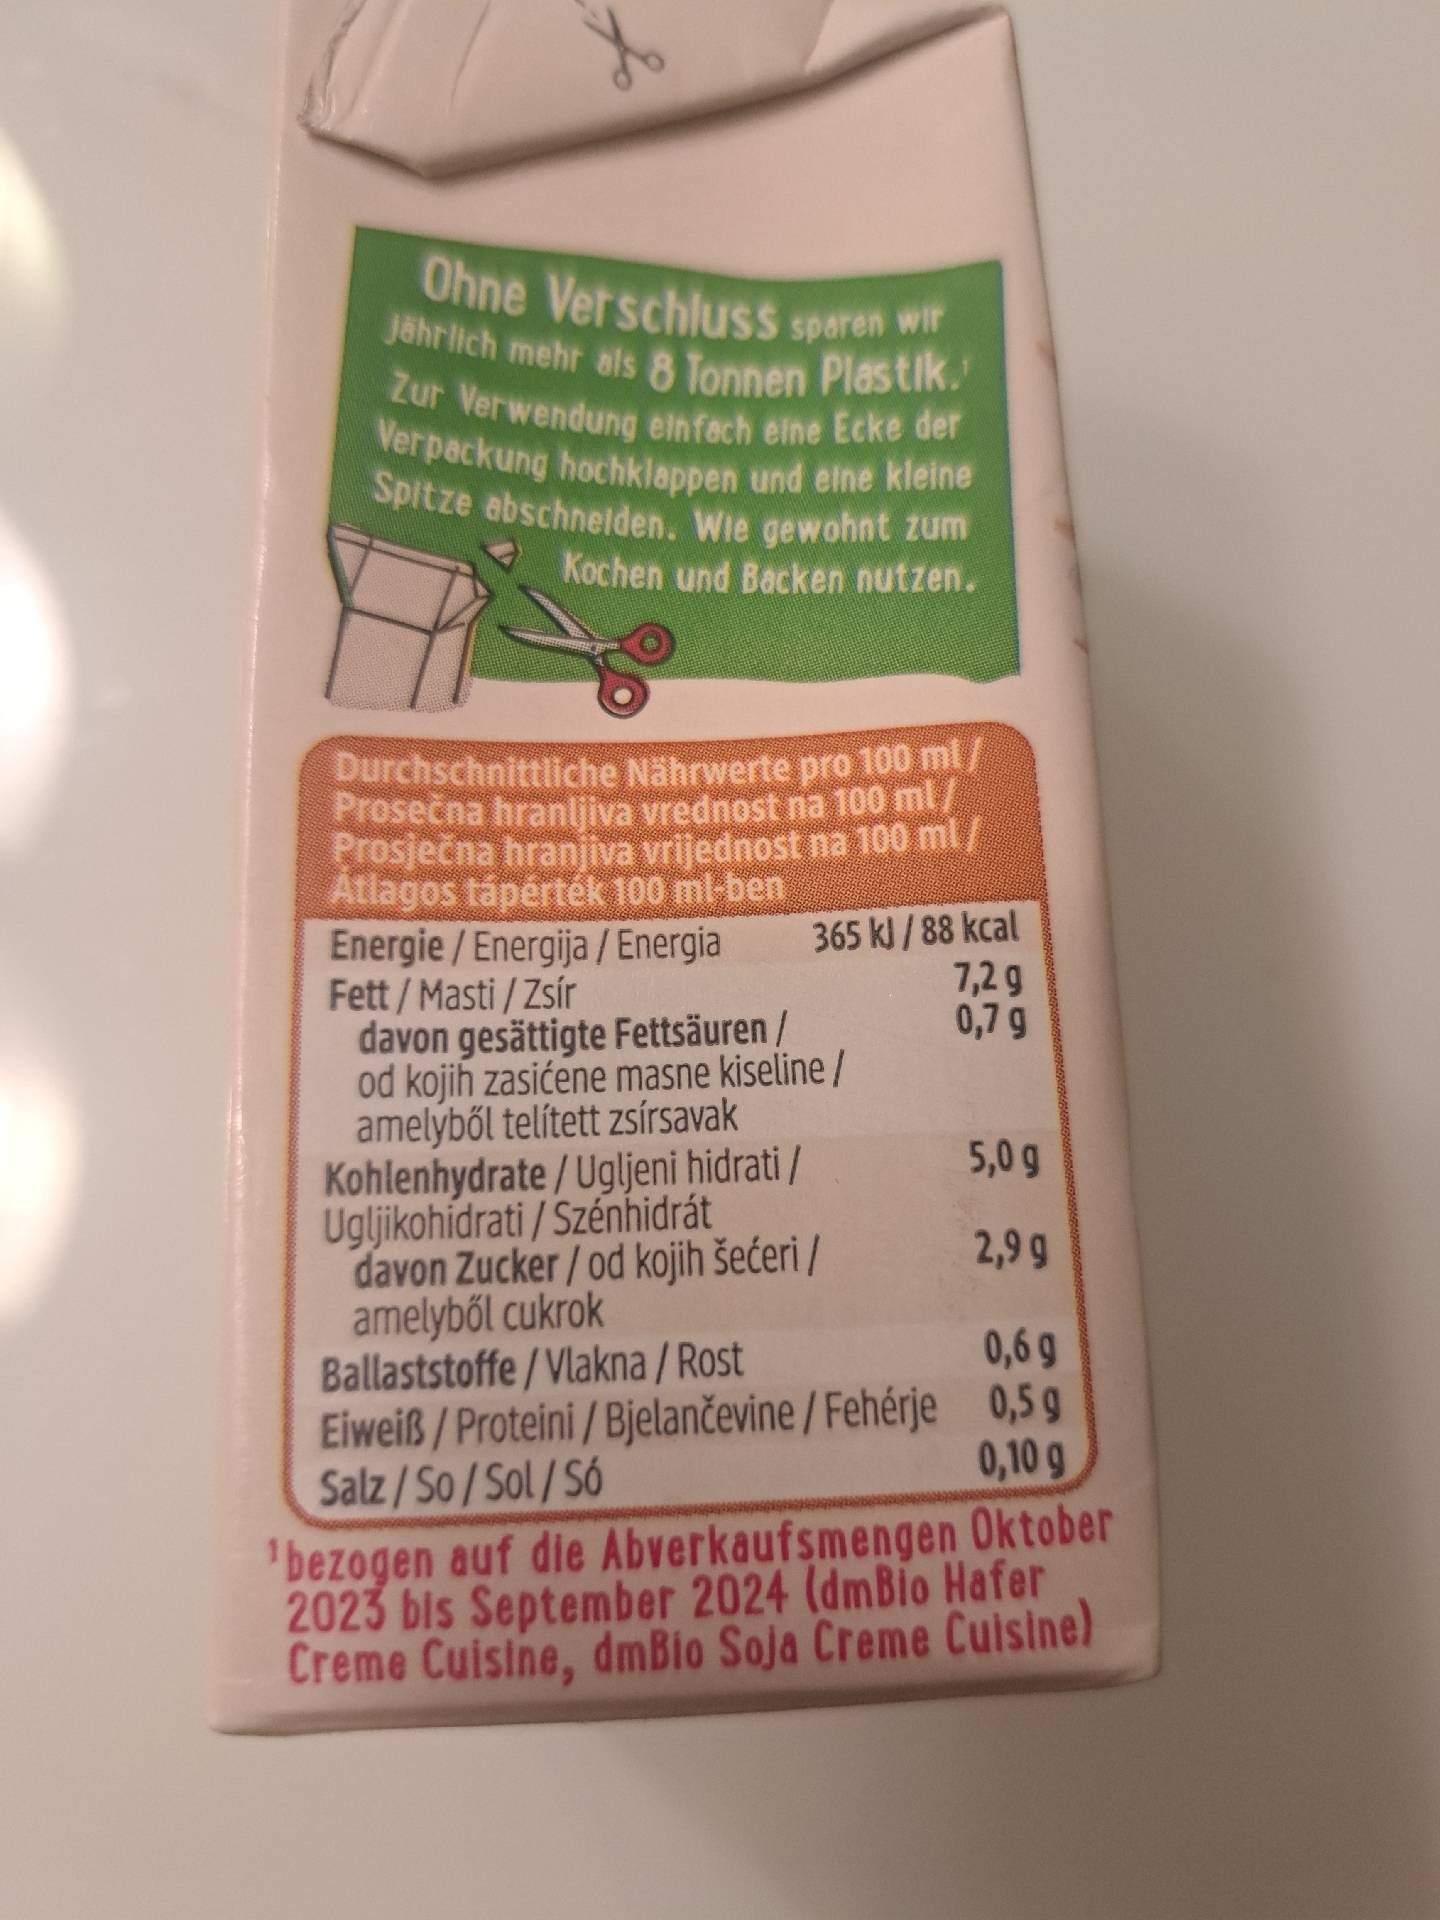 Ohne Verschluss sparen wir
jährlich mehr als 8 Tonnen Plastik.¹
Zur Verwendung einfach eine Ecke der
Verpackung hochklappen und eine kleine
Spitze abschneiden. Wie gewohnt zum
Kochen und Backen nutzen.
Durchschnittliche Nährwerte pro 100 ml /
Prosečna hranljiva vrednost na 100 ml /
Prosječna hranjiva vrijednost na 100 ml /
Átlagos tápérték 100 ml-ben
Energie / Energija / Energia 365 kJ / 88 kcal
Fett / Masti / Zsír 7,2 g
davon gesättigte Fettsäuren / 0,7 g
od kojih zasićene masne kiseline /
amelyből telített zsírsavak
Kohlenhydrate / Ugljeni hidrati / 5,0 g
Ugljikohidrati / Szénhidrát
davon Zucker / od kojih šećeri / 2,9 g
amelyből cukrok
Ballaststoffe / Vlakna / Rost 0,6 g
Eiweiß / Proteini / Bjelančevine / Fehérje 0,5 g
Salz / So / Sol / Só 0,10 g
¹bezogen auf die Abverkaufsmengen Oktober
2023 bis September 2024 (dmBio Hafer
Creme Cuisine, dmBio Soja Creme Cuisine)